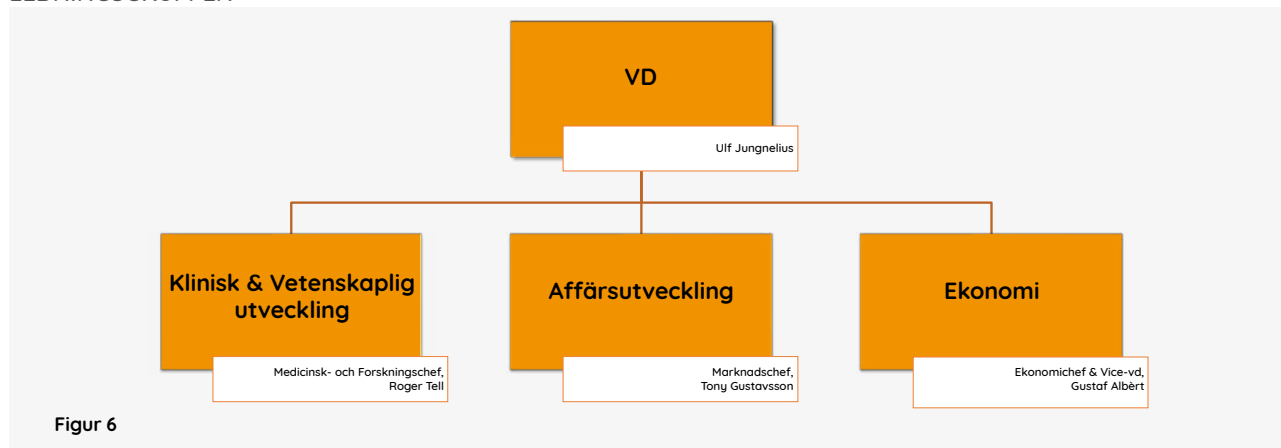 VD
Ulf Jungnelius
Klinisk & Vetenskaplig
utveckling
Medicinsk- och Forskningschef,
Roger Tell
Affärsutveckling
Marknadschef,
Tony Gustavsson
Ekonomi
Ekonomichef & Vice-vd,
Gustaf Albèrt
Figur 6